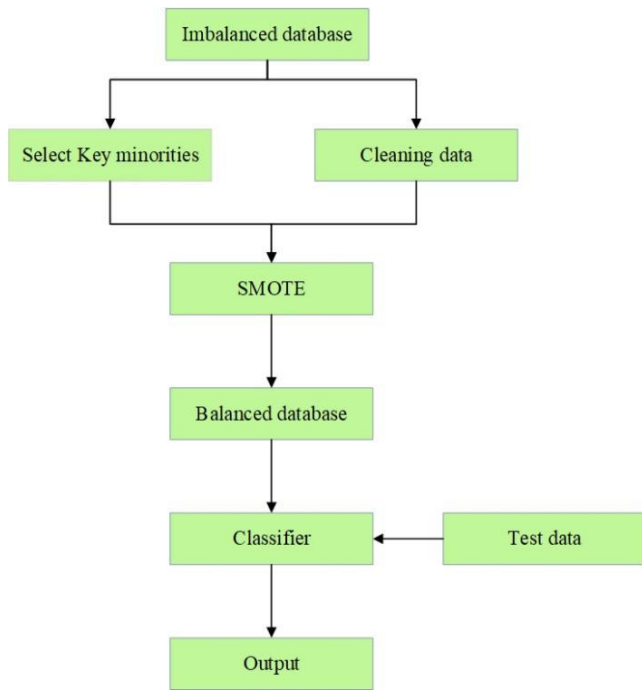 Imbalanced database
Select Key minorities
Cleaning data
SMOTE
Balanced database
Classifier
Test data
Output